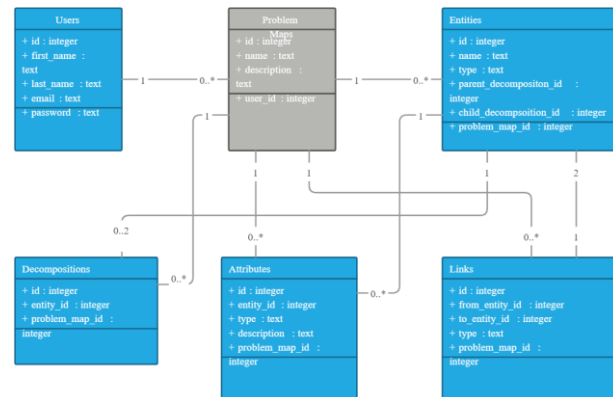 Users
+ id : integer
+ first_name :
text
+ last_name : text
+ email : text
+ password : text
Problem
Maps
+ id : integer
+ name : text
+ description :
text
+ user_id : integer
Entities
+ id : integer
+ name : text
+ type : text
+ parent_decompositon_id :
integer
+ child_decompsoition_id : integer
+ problem_map_id : integer
1
0..*
1
0..*
1
1
1
1
1
2
0..2
0..*
0..*
0..*
0..*
1
Decompositions
+ id : integer
+ entity_id : integer
+ problem_map_id :
integer
Attributes
+ id : integer
+ entity_id : integer
+ type : text
+ description : text
+ problem_map_id :
integer
Links
+ id : integer
+ from_entity_id : integer
+ to_entity_id : integer
+ type : text
+ problem_map_id :
integer